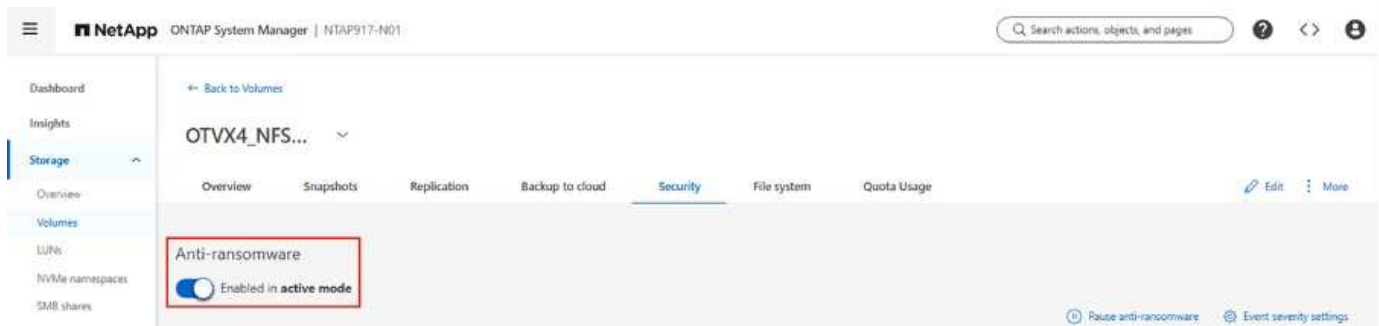 NetApp ONTAP System Manager | NTAP917-N01 Search actions, objects, and pages
Dashboard
Insights
Storage
Overview
Volumes
LUNs
NVMe namespaces
SMB shares
← Back to Volumes
OTVX4_NFS...
Overview Snapshots Replication Backup to cloud Security File system Quota Usage Edit More
Anti-ransomware
Enabled in active mode
Pause anti-ransomware Event severity settings